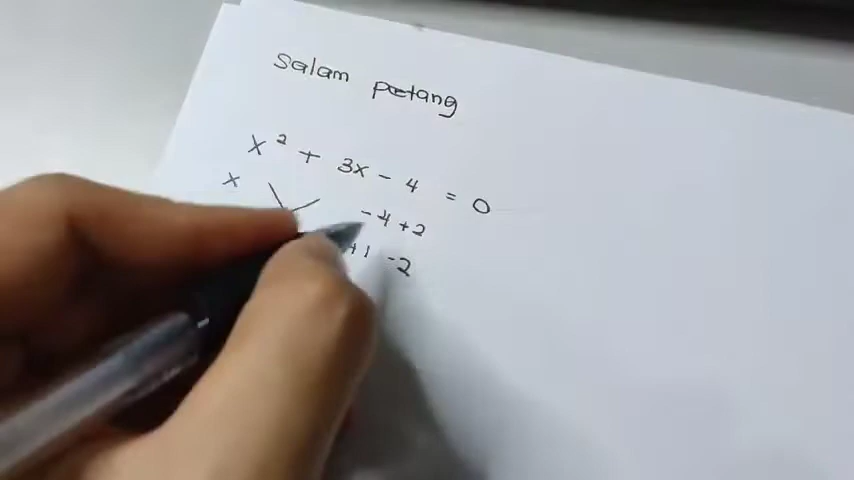 Salam petang
x² + 3x - 4 = 0
x -4 +2
+1 -2